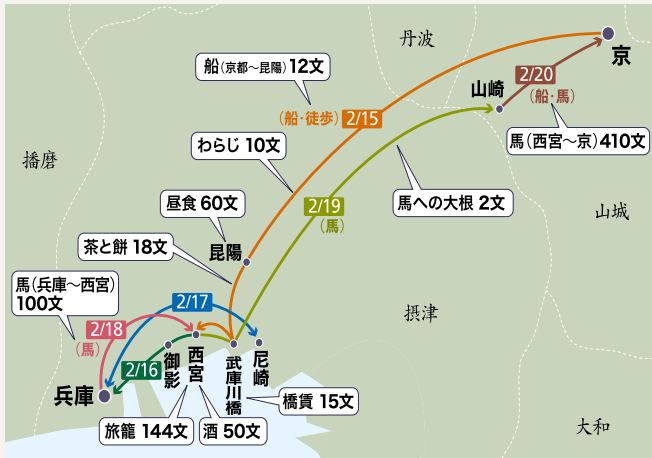 丹波
京
船(京都〜昆陽)12文
2/20
(船・馬)
山崎
(船・徒歩) 2/15
馬(西宮〜京)410文
わらじ 10文
播磨
2/19
(馬)
馬への大根 2文
昼食 60文
山城
茶と餅 18文
昆陽
馬(兵庫〜西宮)
100文
2/17
摂津
2/18
(馬)
2/16
御影
西宮
武庫川橋
尼崎
兵庫
橋賃 15文
旅籠 144文
酒 50文
大和